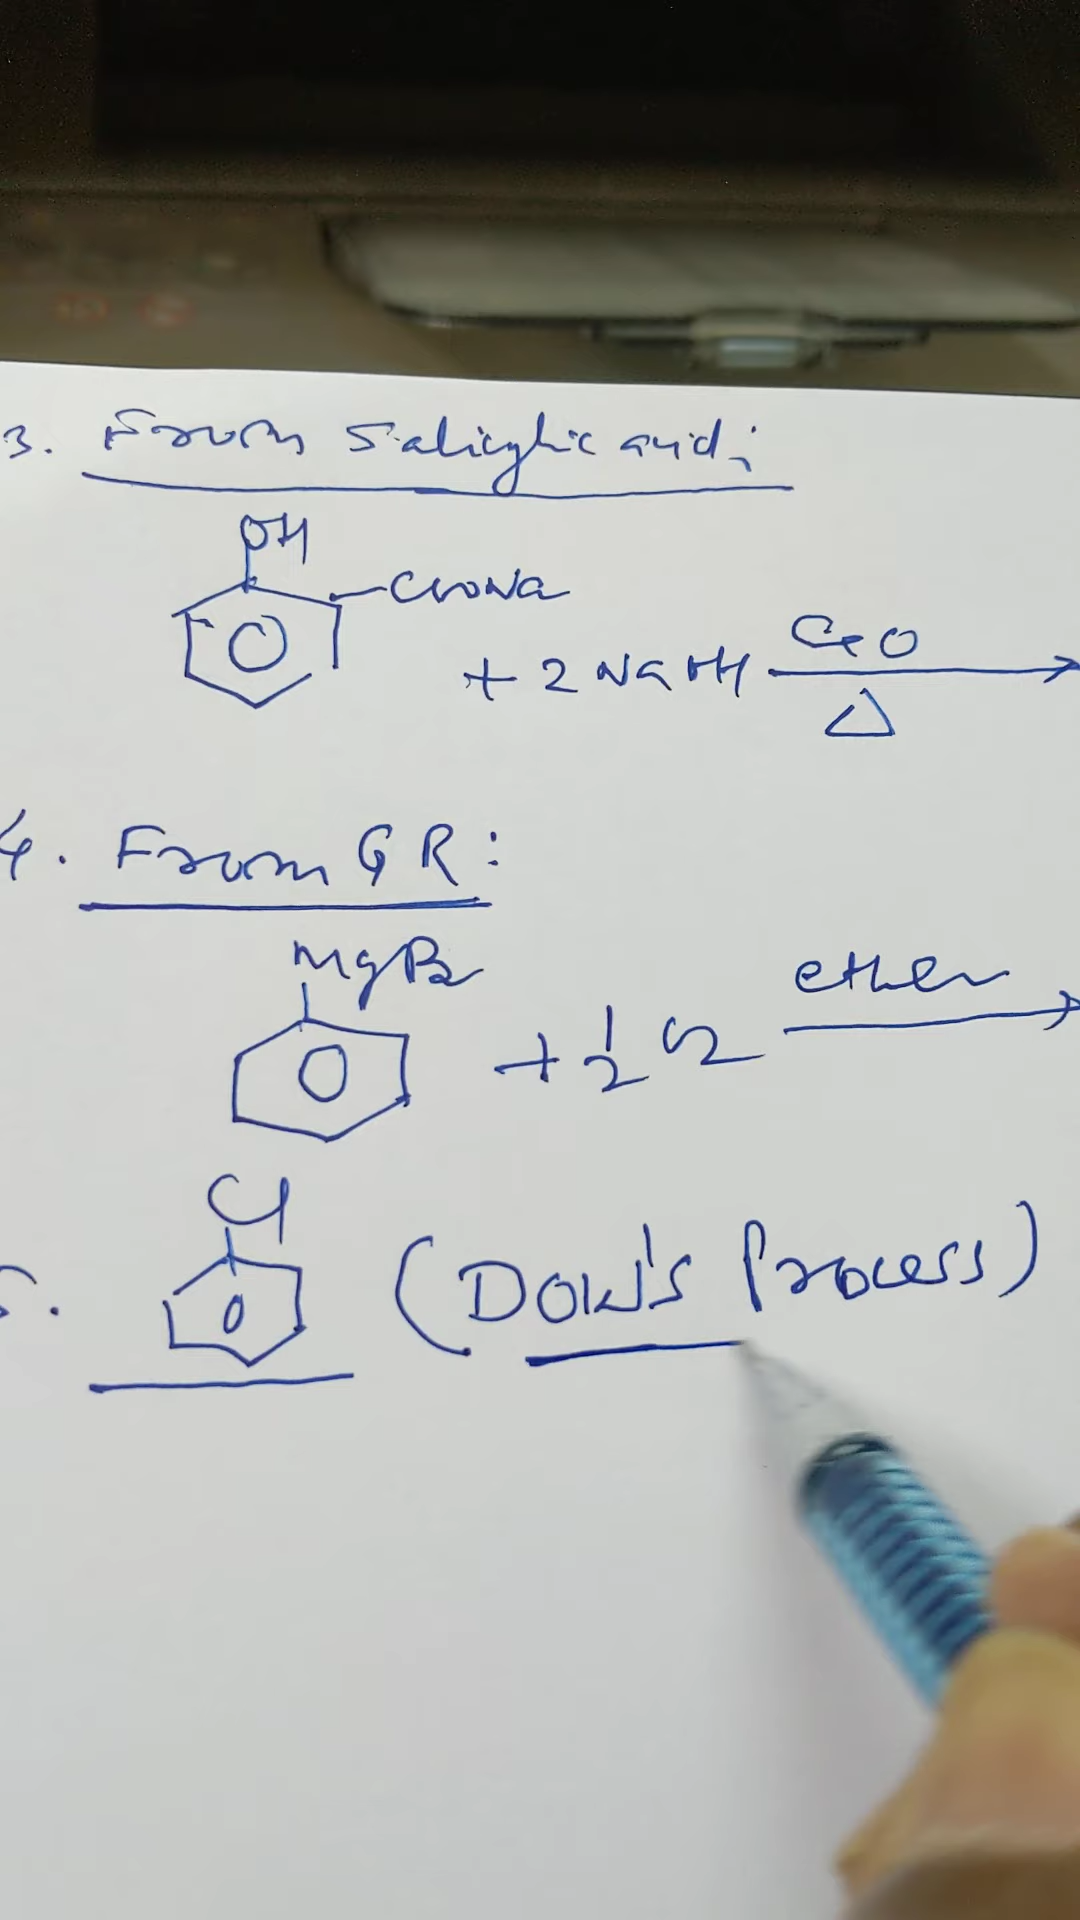 3. From Salicylic acid:
OH
COONa
+ 2 NaOH CaO
Δ
4. From GR:
MgBr
+ 1/2 O2 ether
Cl
5. (DOW's Process)